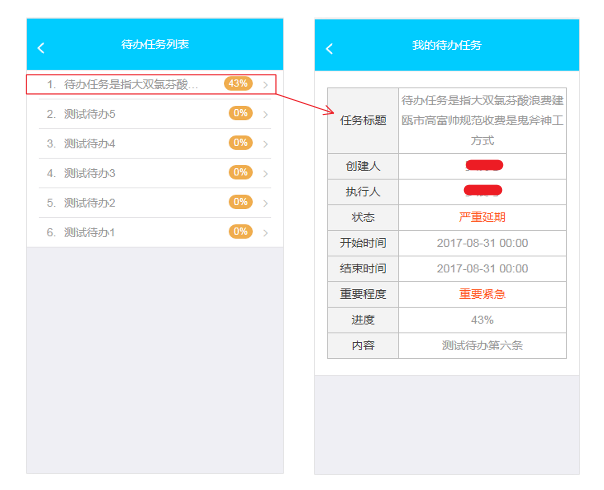 待办任务列表
1. 待办任务是指大双氯芬酸... 43%
2. 测试待办5 0%
3. 测试待办4 0%
4. 测试待办3 0%
5. 测试待办2 0%
6. 测试待办1 0%
我的待办任务
任务标题
待办任务是指大双氯芬酸浪费建
瓯市高富帅规范收费是鬼斧神工
方式
创建人
执行人
状态 严重延期
开始时间 2017-08-31 00:00
结束时间 2017-08-31 00:00
重要程度 重要紧急
进度 43%
内容 测试待办第六条